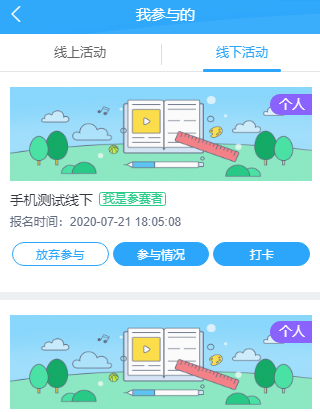 我参与的
线上活动
线下活动
个人
手机测试线下 我是参赛者
报名时间：2020-07-21 18:05:08
放弃参与
参与情况
打卡
个人